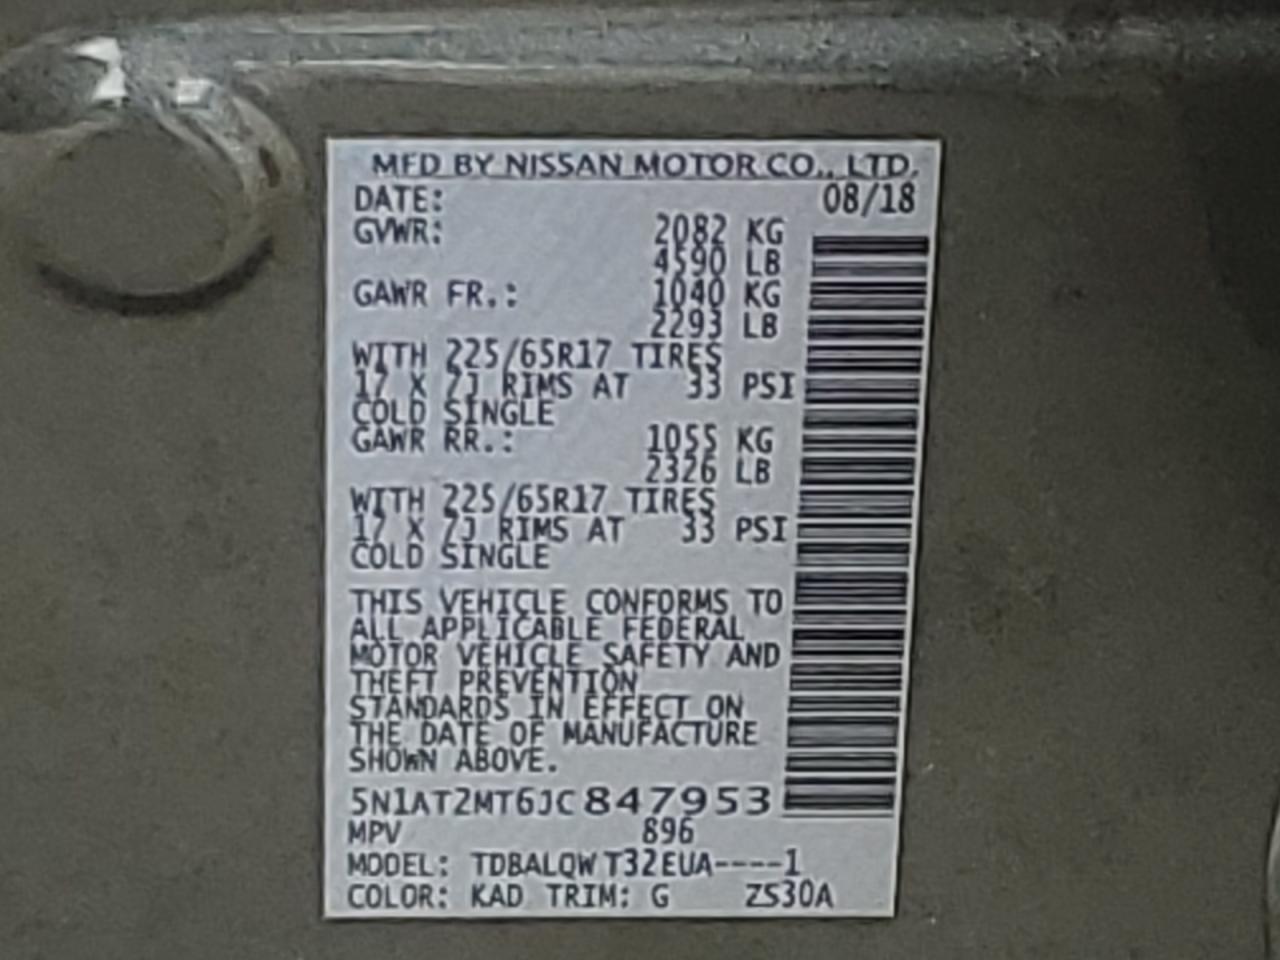 MFD BY NISSAN MOTOR CO., LTD.
DATE: 08/18
GVWR: 2082 KG
4590 LB
GAWR FR.: 1040 KG
2293 LB
WITH 225/65R17 TIRES
17 X 7J RIMS AT 33 PSI
COLD SINGLE
GAWR RR.: 1055 KG
2326 LB
WITH 225/65R17 TIRES
17 X 7J RIMS AT 33 PSI
COLD SINGLE
THIS VEHICLE CONFORMS TO
ALL APPLICABLE FEDERAL
MOTOR VEHICLE SAFETY AND
THEFT PREVENTION
STANDARDS IN EFFECT ON
THE DATE OF MANUFACTURE
SHOWN ABOVE.
5N1AT2MT6JC847953
MPV 896
MODEL: TDBALQW T32EUA----1
COLOR: KAD TRIM: G ZS30A